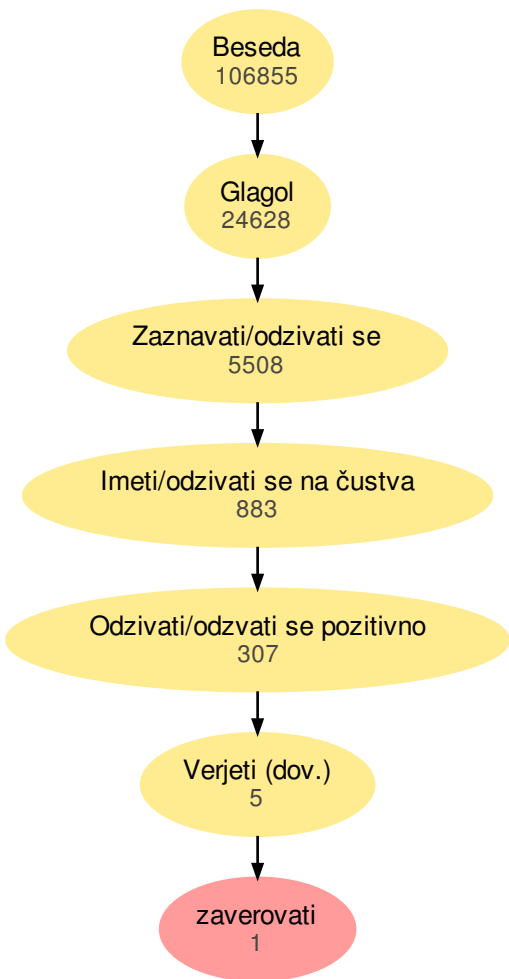 Beseda
106855
Glagol
24628
Zaznavati/odzivati se
5508
Imeti/odzivati se na čustva
883
Odzivati/odzvati se pozitivno
307
Verjeti (dov.)
5
zaverovati
1